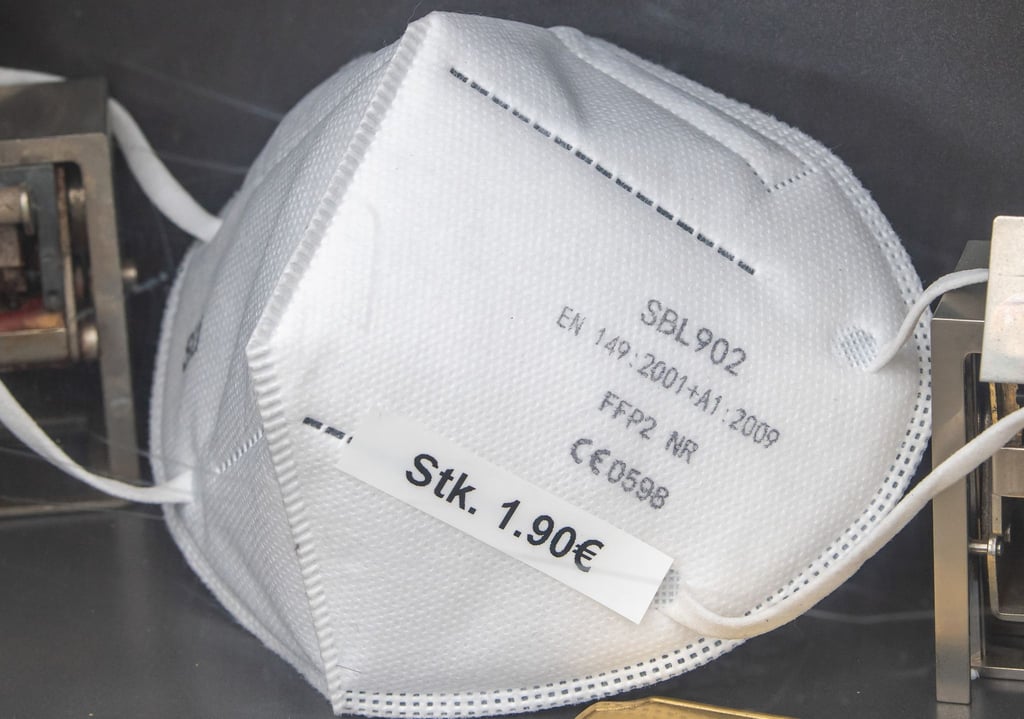 SBL902
EN 149:2001+A1:2009
FFP2 NR
CE0598
Stk. 1.90€